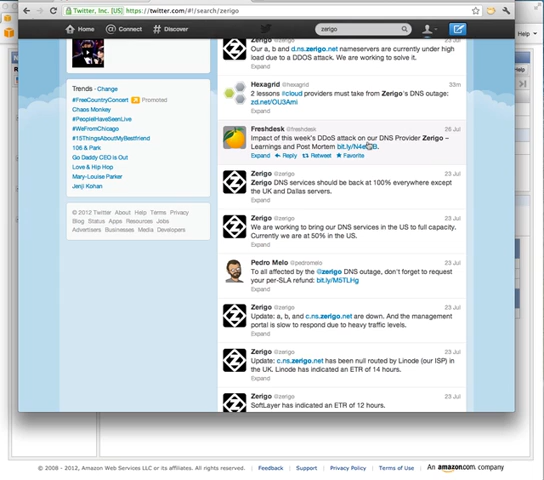 Twitter, Inc. [US] https://twitter.com/#!/search/zerigo
Home @ Connect # Discover
zerigo
Help
Zerigo @zerigo 23 Jul
Our a, b and d.ns.zerigo.net nameservers are currently under high
load due to a DDOS attack. We are working to solve it.
Expand
Hexagrid @hexagrid 33m
2 lessons #cloud providers must take from Zerigo's DNS outage:
zd.net/OU3Ami
Expand
Trends · Change
#FreeCountryConcert Promoted
Chaos Monkey
#PeopleHaveSeenLive
#WeFromChicago
#15ThingsAboutMyBestfriend
106 & Park
Go Daddy CEO is Out
Love & Hip Hop
Mary-Louise Parker
Jenji Kohan
Freshdesk @freshdesk 26 Jul
Impact of this week's DDoS attack on our DNS Provider Zerigo –
Learnings and Post Mortem
Expand Reply Retweet Favorite
Zerigo @zerigo 23 Jul
Zerigo DNS services should be back at 100% everywhere except
the UK and Dallas servers.
Expand
© 2012 Twitter About Help Terms Privacy
Blog Status Apps Resources Jobs
Advertisers Businesses Media Developers
Zerigo @zerigo 23 Jul
We are working to bring our DNS services in the US to full capacity.
Currently we are at 50% in the US.
Expand
Pedro Melo @pedromelo 23 Jul
To all affected by the @zerigo DNS outage, don't forget to request
your per-SLA refund: bit.ly/M5TLHg
Expand
Zerigo @zerigo 23 Jul
Update: a, b, and c.ns.zerigo.net are down. And the management
portal is slow to respond due to heavy traffic levels.
Expand
Zerigo @zerigo 23 Jul
Update: c.ns.zerigo.net has been null routed by Linode (our ISP) in
the UK. Linode has indicated an ETR of 14 hours.
Expand
Zerigo @zerigo 23 Jul
SoftLayer has indicated an ETR of 12 hours.
© 2008 - 2012, Amazon Web Services LLC or its affiliates. All rights reserved. Feedback Support Privacy Policy Terms of Use An amazon.com company